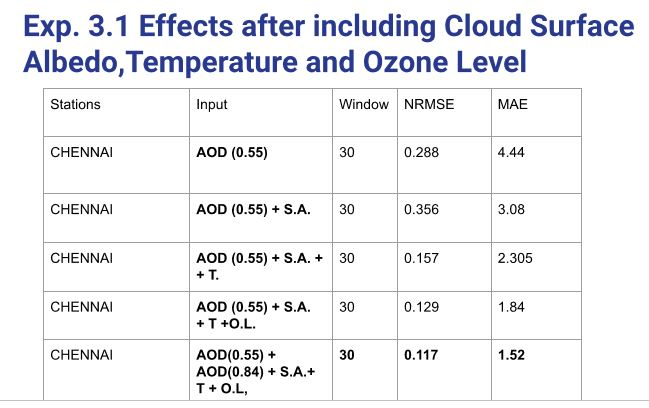 Exp. 3.1 Effects after including Cloud Surface
Albedo,Temperature and Ozone Level
Stations Input Window NRMSE MAE
CHENNAI AOD (0.55) 30 0.288 4.44
CHENNAI AOD (0.55) + S.A. 30 0.356 3.08
CHENNAI AOD (0.55) + S.A. + 30 0.157 2.305
+ T.
CHENNAI AOD (0.55) + S.A. 30 0.129 1.84
+ T +O.L.
CHENNAI AOD(0.55) + 30 0.117 1.52
AOD(0.84) + S.A.+
T + O.L,